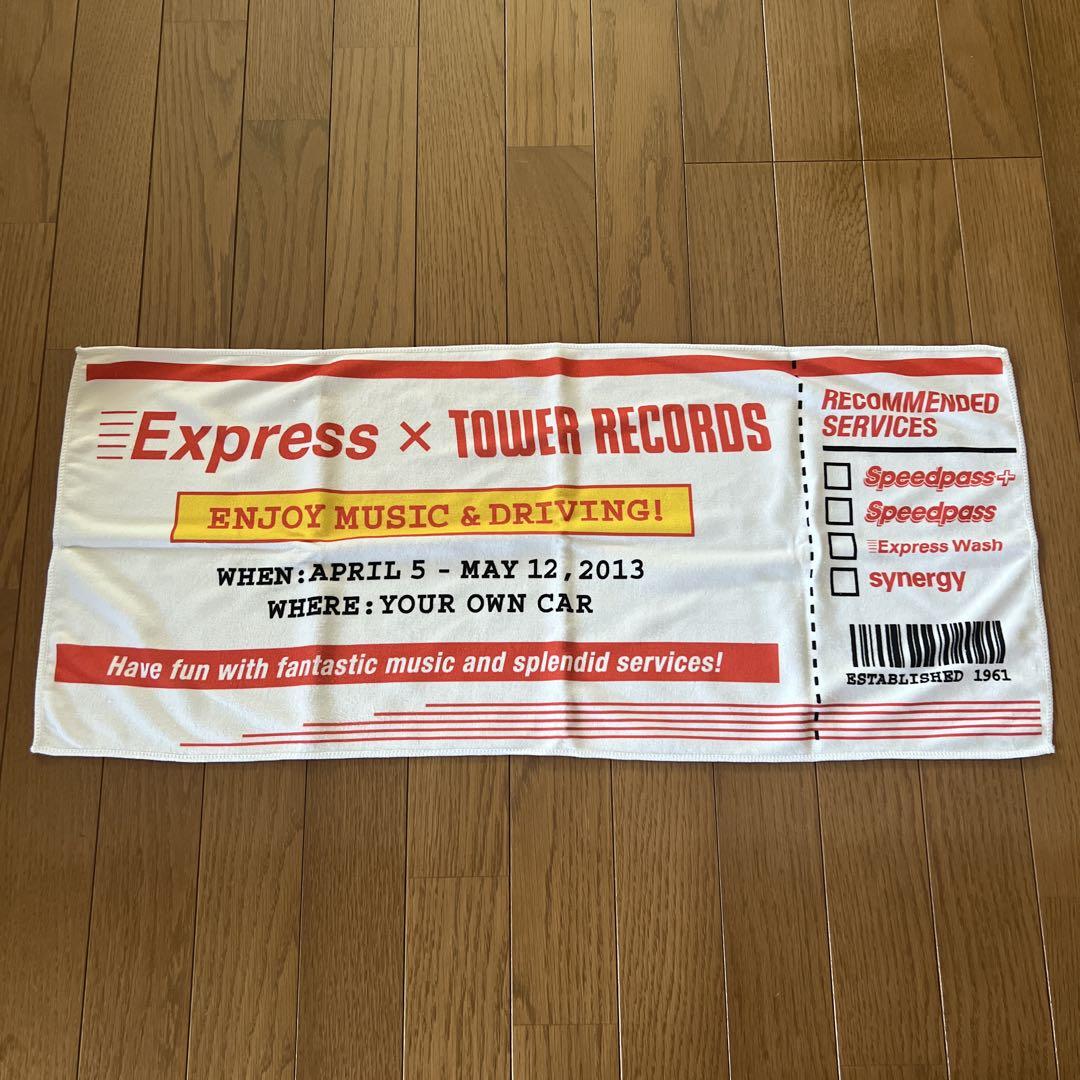 Express × TOWER RECORDS
ENJOY MUSIC & DRIVING!
WHEN:APRIL 5 - MAY 12,2013
WHERE:YOUR OWN CAR
Have fun with fantastic music and splendid services!
RECOMMENDED
SERVICES
Speedpass+
Speedpass
Express Wash
synergy
ESTABLISHED 1961